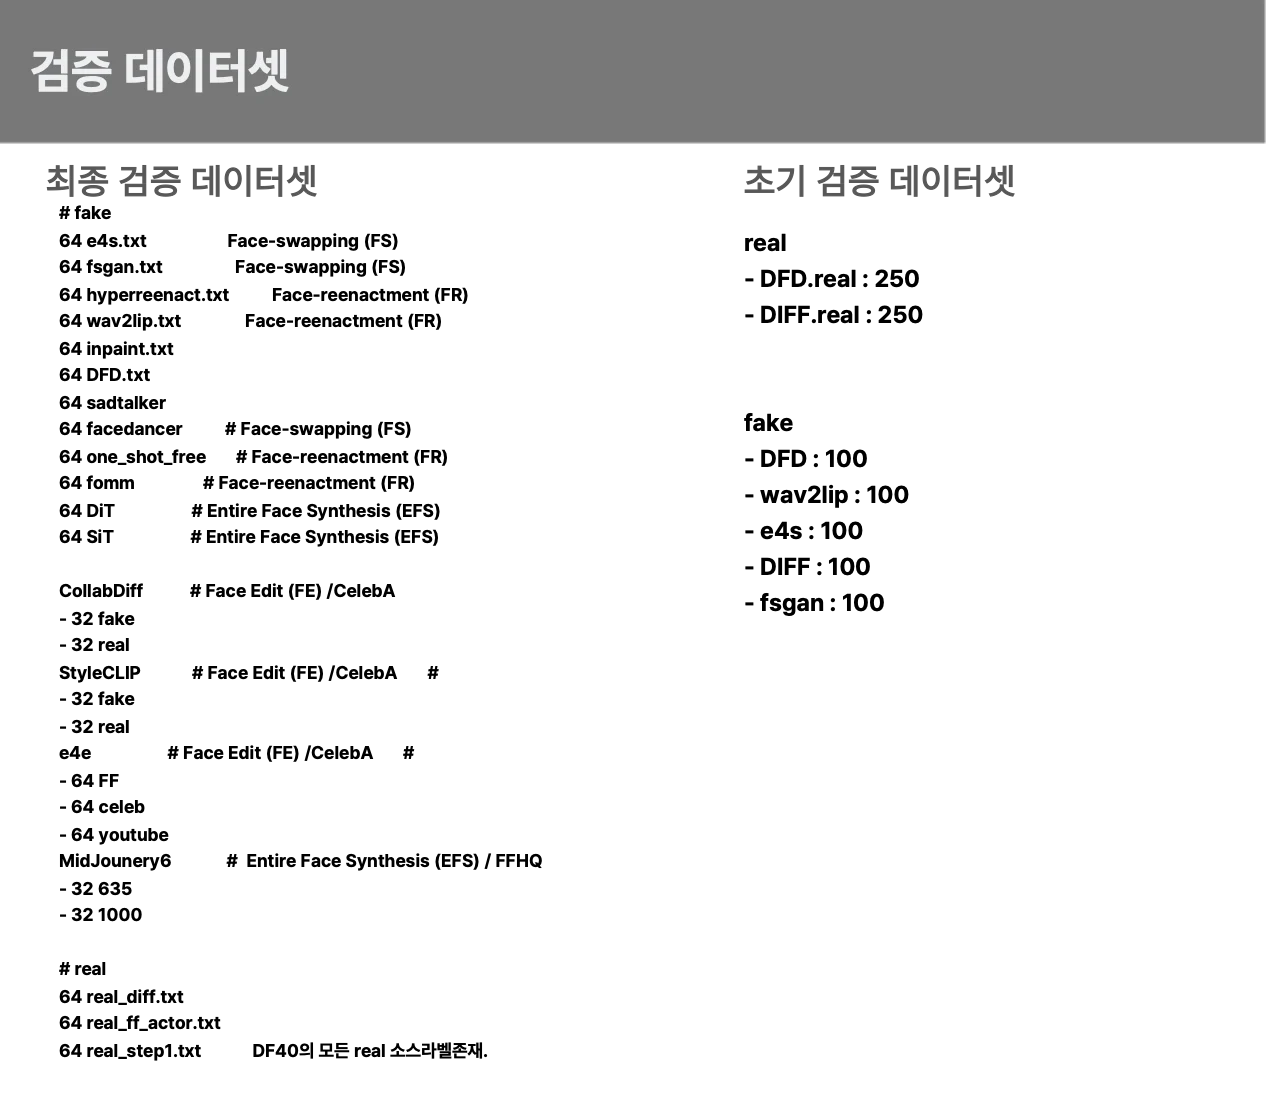 검증 데이터셋
최종 검증 데이터셋
# fake
64 e4s.txt Face-swapping (FS)
64 fsgan.txt Face-swapping (FS)
64 hyperreenact.txt Face-reenactment (FR)
64 wav2lip.txt Face-reenactment (FR)
64 inpaint.txt
64 DFD.txt
64 sadtalker
64 facedancer # Face-swapping (FS)
64 one_shot_free # Face-reenactment (FR)
64 fomm # Face-reenactment (FR)
64 DiT # Entire Face Synthesis (EFS)
64 SiT # Entire Face Synthesis (EFS)
CollabDiff # Face Edit (FE) /CelebA
- 32 fake
- 32 real
StyleCLIP # Face Edit (FE) /CelebA #
- 32 fake
- 32 real
e4e # Face Edit (FE) /CelebA #
- 64 FF
- 64 celeb
- 64 youtube
MidJounery6 # Entire Face Synthesis (EFS) / FFHQ
- 32 635
- 32 1000
# real
64 real_diff.txt
64 real_ff_actor.txt
64 real_step1.txt DF40의 모든 real 소스라벨존재.
초기 검증 데이터셋
real
- DFD.real : 250
- DIFF.real : 250
fake
- DFD : 100
- wav2lip : 100
- e4s : 100
- DIFF : 100
- fsgan : 100